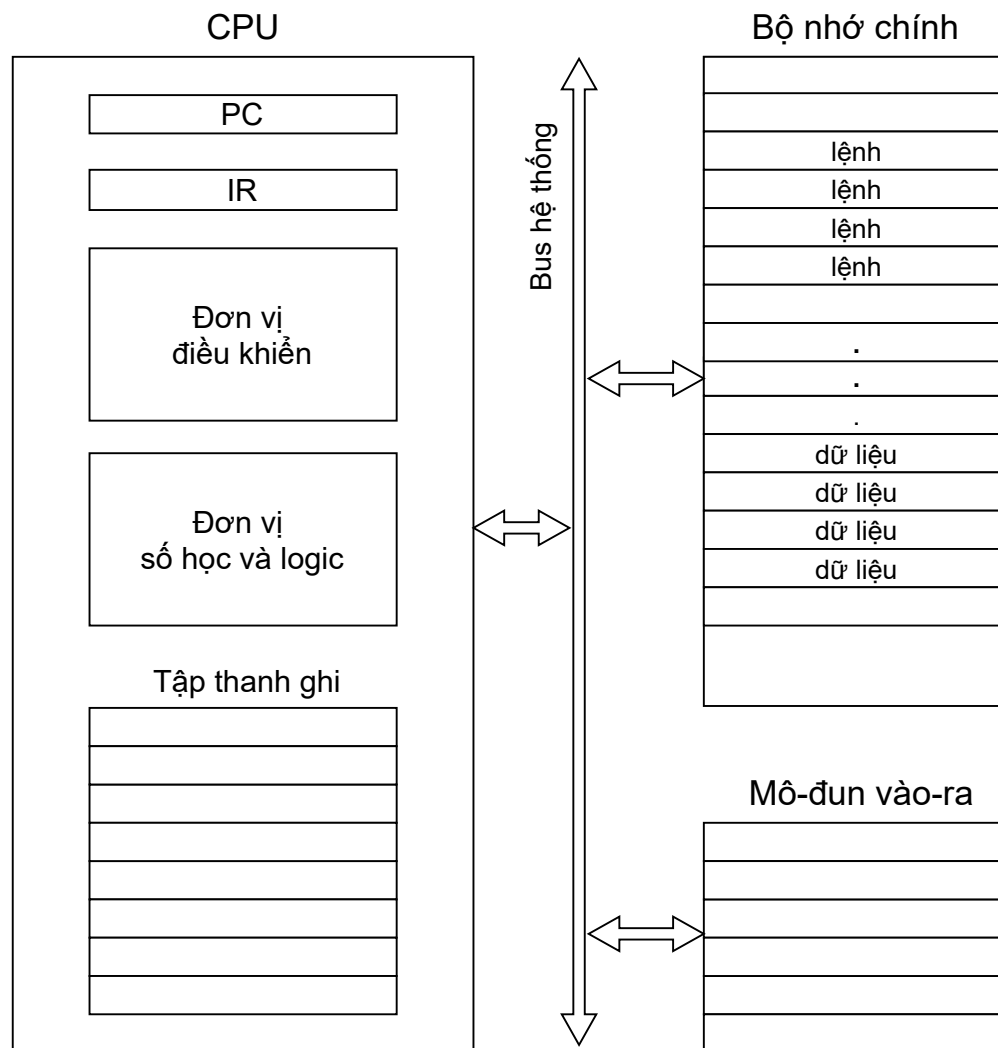 CPU
PC
IR
Đơn vị
điều khiển
Đơn vị
số học và logic
Tập thanh ghi
Bus hệ thống
Bộ nhớ chính
lệnh
lệnh
lệnh
lệnh
.
.
.
dữ liệu
dữ liệu
dữ liệu
dữ liệu
Mô-đun vào-ra